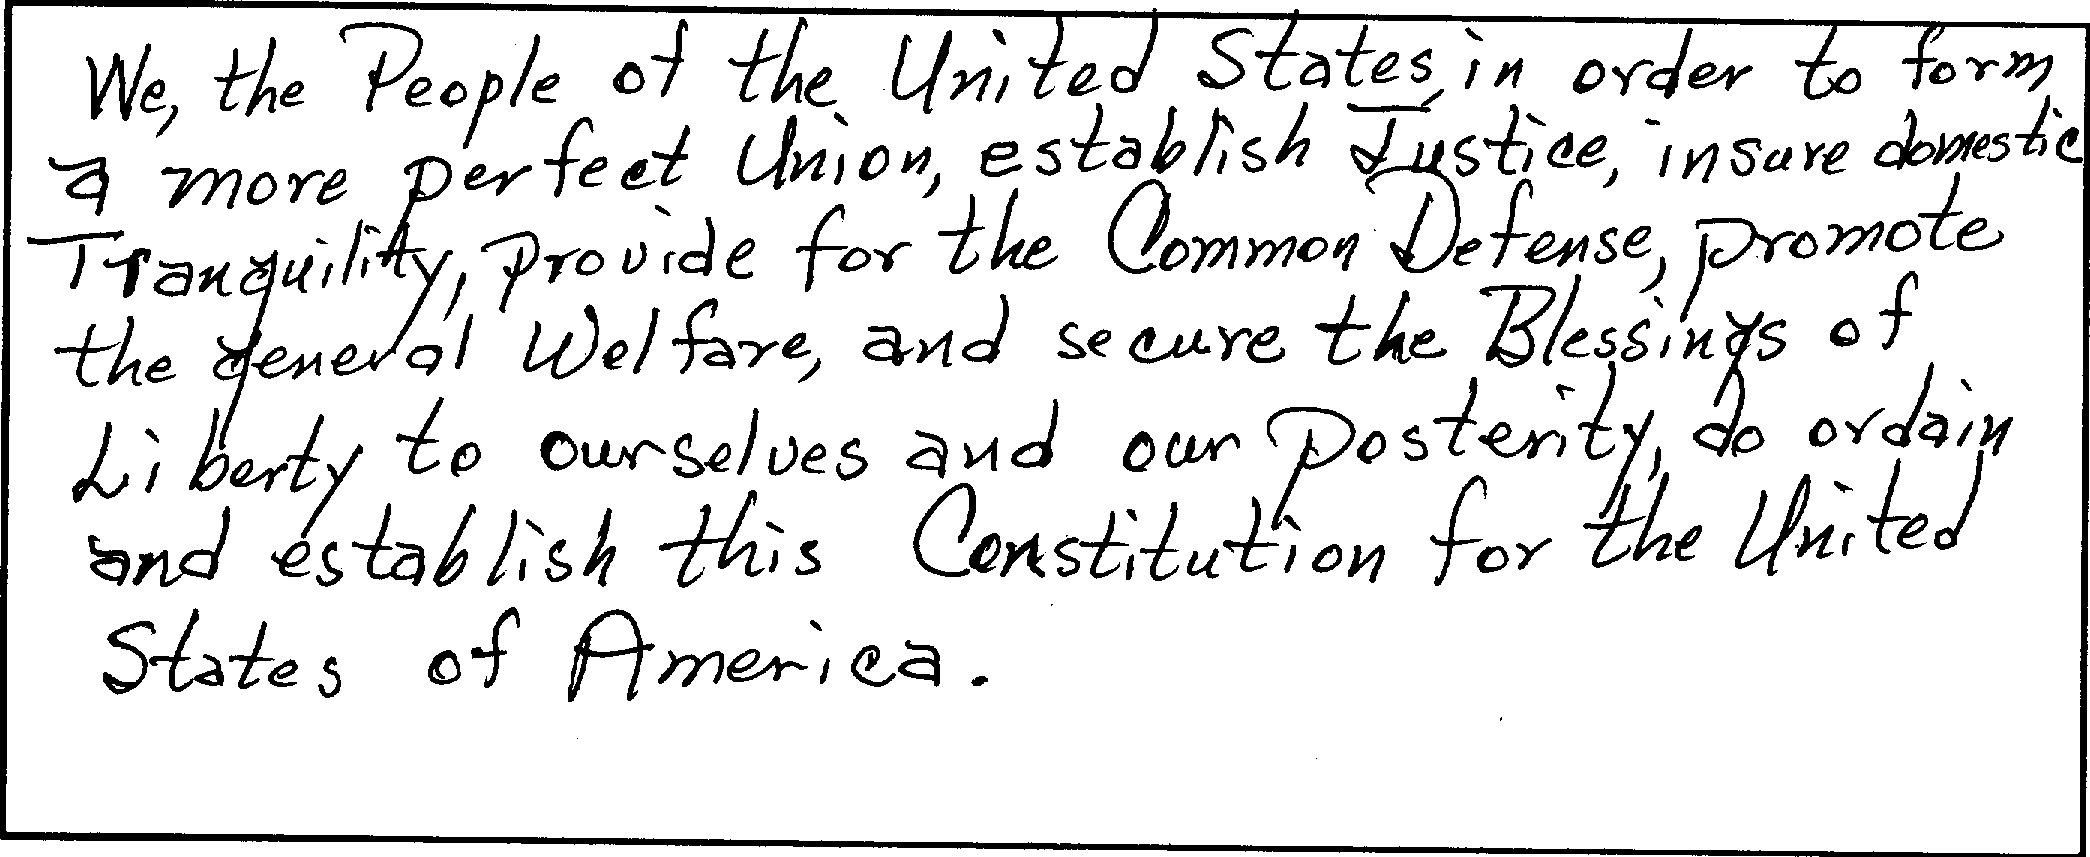 We, the People of the United States, in order to form
a more perfect Union, establish Justice, insure domestic
Tranquility, provide for the Common Defense, promote
the general Welfare, and secure the Blessings of
Liberty to ourselves and our Posterity, do ordain
and establish this Constitution for the United
States of America.